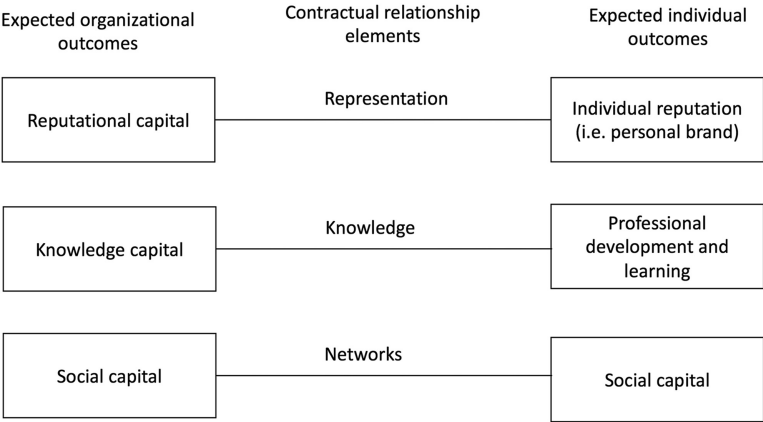 Expected organizational
outcomes
Contractual relationship
elements
Expected individual
outcomes
Reputational capital
Representation
Individual reputation
(i.e. personal brand)
Knowledge capital
Knowledge
Professional
development and
learning
Social capital
Networks
Social capital